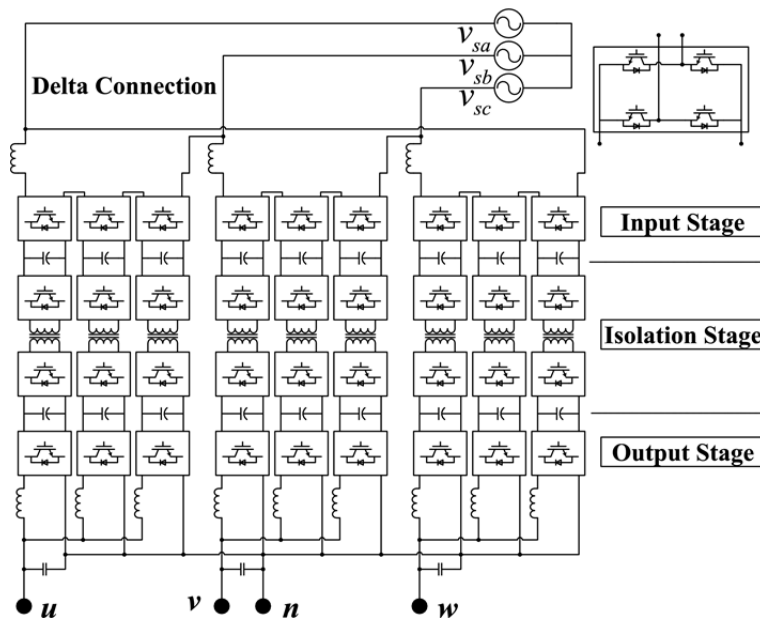 v_sa
v_sb
Delta Connection
v_sc
Input Stage
Isolation Stage
Output Stage
u v n w